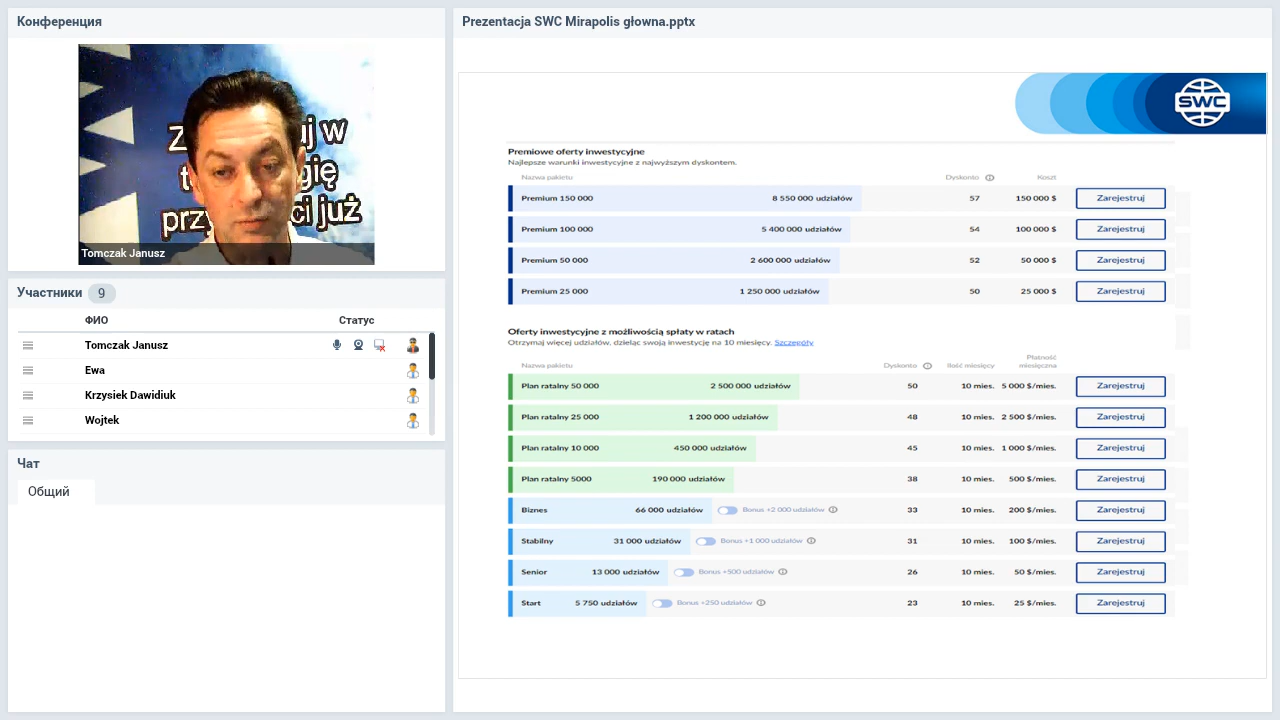 Конференция
Tomczak Janusz
Участники 9
ФИО Статус
Tomczak Janusz
Ewa
Krzysiek Dawidiuk
Wojtek
Чат
Общий
Prezentacja SWC Mirapolis głowna.pptx
SWC
Premiowe oferty inwestycyjne
Najlepsze warunki inwestycyjne z najwyższym dyskontem.
Nazwa pakietu Dyskonto Koszt
Premium 150 000 8 550 000 udziałów 57 150 000 $ Zarejestruj
Premium 100 000 5 400 000 udziałów 54 100 000 $ Zarejestruj
Premium 50 000 2 600 000 udziałów 52 50 000 $ Zarejestruj
Premium 25 000 1 250 000 udziałów 50 25 000 $ Zarejestruj
Oferty inwestycyjne z możliwością spłaty w ratach
Otrzymaj więcej udziałów, dzieląc swoją inwestycję na 10 miesięcy. Szczegóły
Nazwa pakietu Dyskonto Ilość miesięcy Płatność miesięczna
Plan ratalny 50 000 2 500 000 udziałów 50 10 mies. 5 000 $/mies. Zarejestruj
Plan ratalny 25 000 1 200 000 udziałów 48 10 mies. 2 500 $/mies. Zarejestruj
Plan ratalny 10 000 450 000 udziałów 45 10 mies. 1 000 $/mies. Zarejestruj
Plan ratalny 5000 190 000 udziałów 38 10 mies. 500 $/mies. Zarejestruj
Biznes 66 000 udziałów Bonus +2 000 udziałów 33 10 mies. 200 $/mies. Zarejestruj
Stabilny 31 000 udziałów Bonus +1 000 udziałów 31 10 mies. 100 $/mies. Zarejestruj
Senior 13 000 udziałów Bonus +500 udziałów 26 10 mies. 50 $/mies. Zarejestruj
Start 5 750 udziałów Bonus +250 udziałów 23 10 mies. 25 $/mies. Zarejestruj